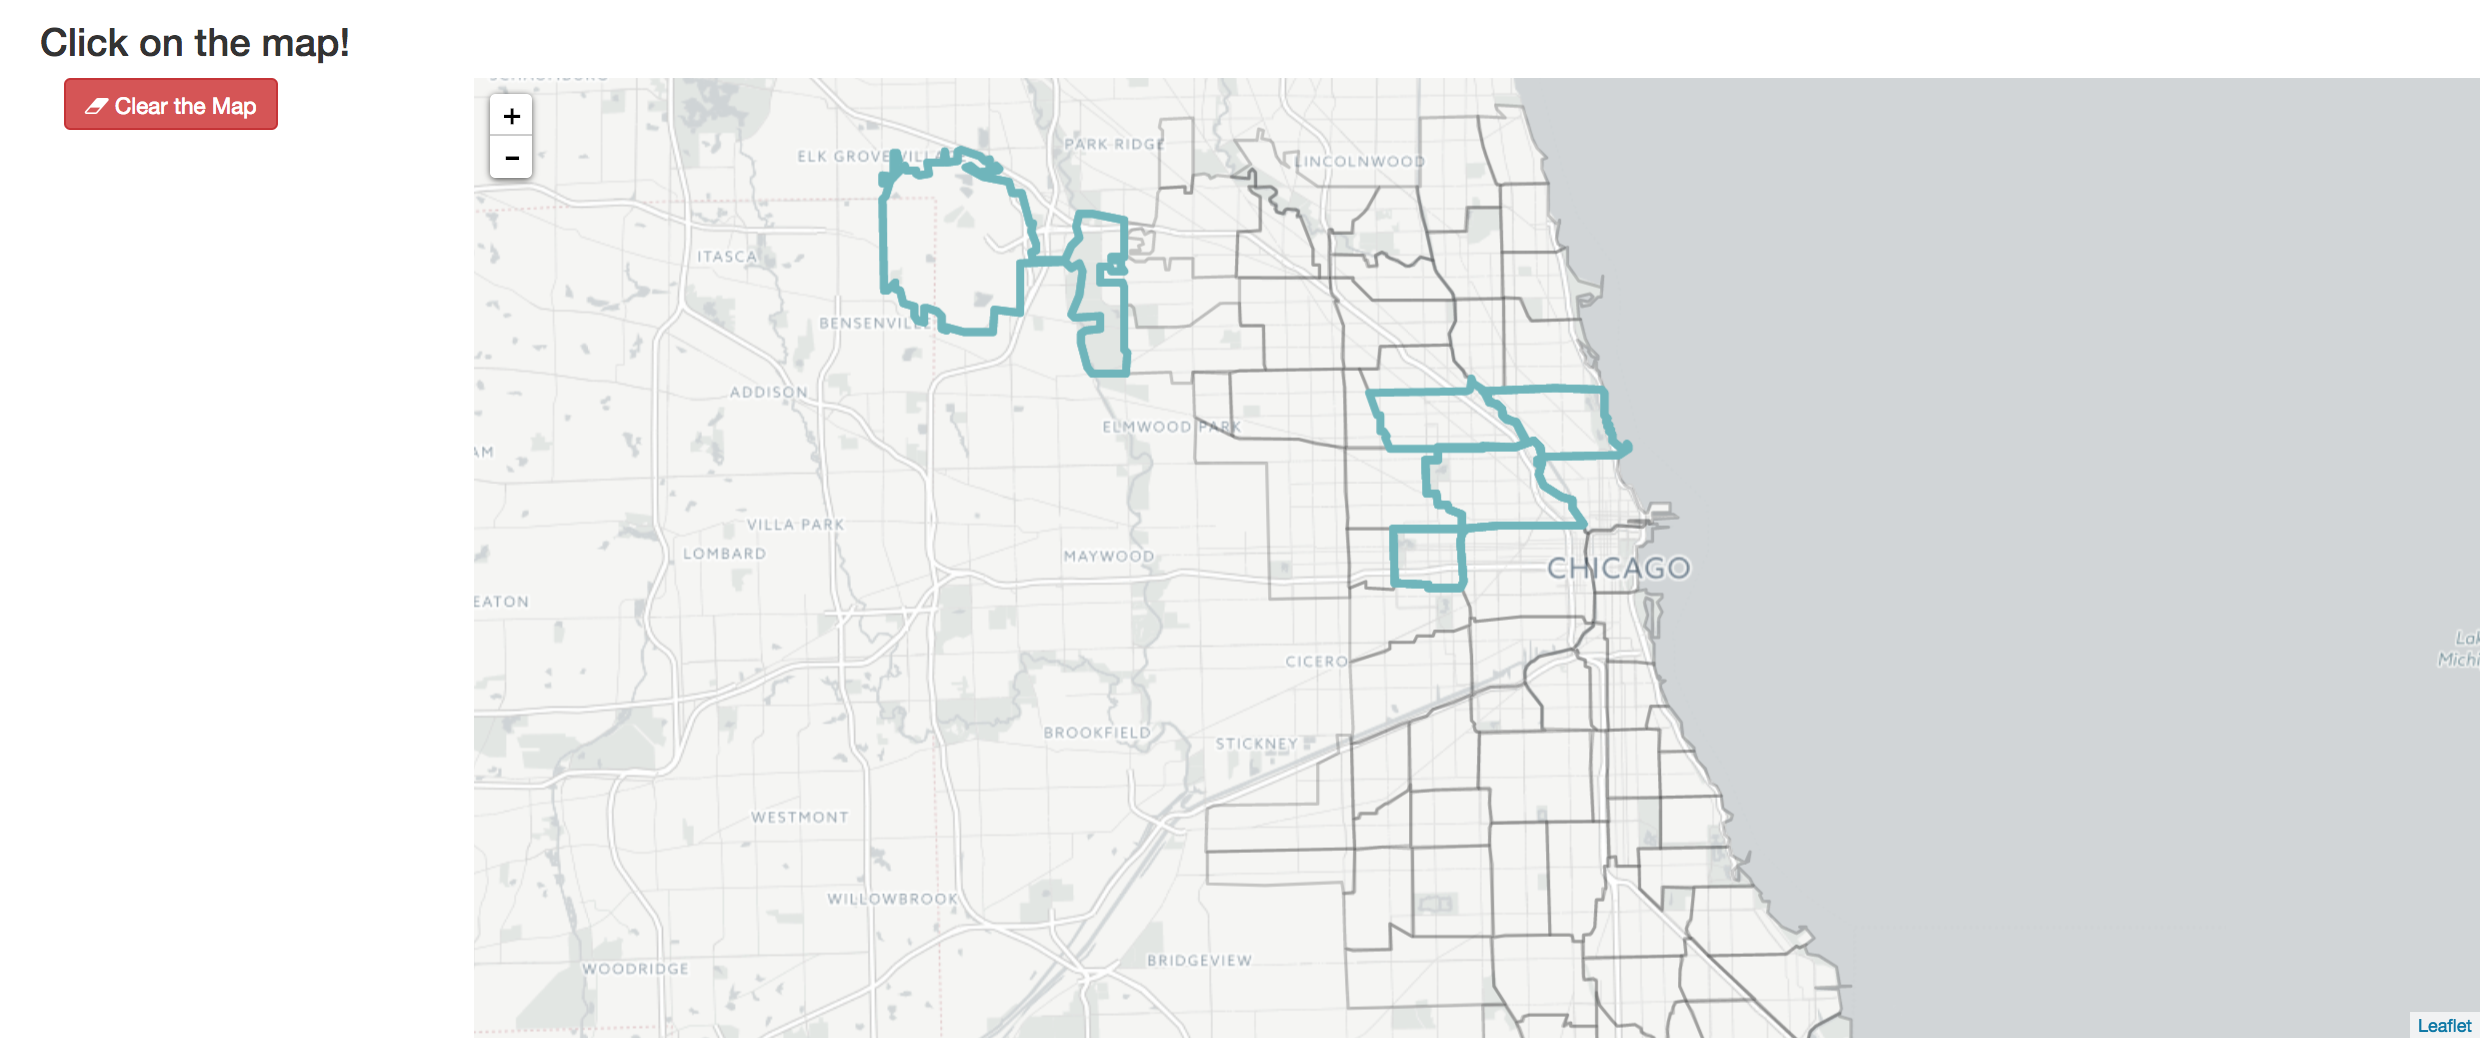 Click on the map!
Clear the Map
+
-
PARK RIDGE
ELK GROVE VILLAGE
LINCOLNWOOD
ITASCA
BENSENVILLE
ADDISON
ELMWOOD PARK
AM
VILLA PARK
LOMBARD
MAYWOOD
CHICAGO
EATON
Lak
Michi
CICERO
BROOKFIELD
STICKNEY
WESTMONT
WILLOWBROOK
WOODRIDGE
BRIDGEVIEW
Leaflet